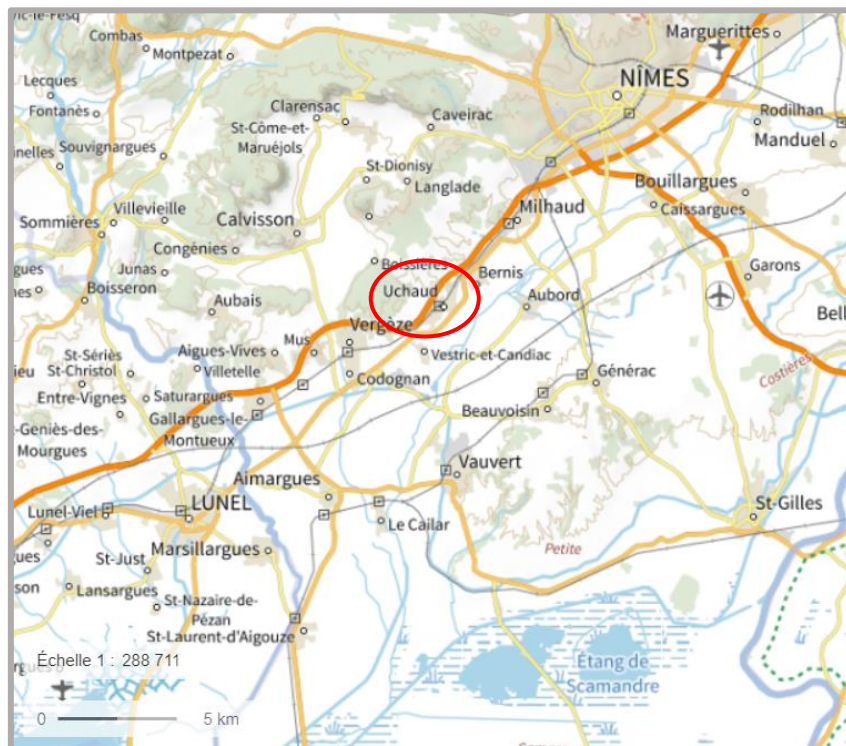 Combas
Montpezat
Marguerittes
NÎMES
Lecques
Fontanès
Clarensac
Caveirac
Rodilhan
Manduel
St-Côme-et-
Maruéjols
Souvignargues
St-Dionisy
Langlade
Bouillargues
Caissargues
Milhaud
Villevieille
Sommières
Calvisson
Congénies
Junas
Boisseron
Boissières
Bernis
Garons
Uchaud
Aubais
Aubord
Vergèze
Mus
Vestric-et-Candiac
St-Séries
St-Christol
Aigues-Vives
Villetelle
Codognan
Générac
Costières
Entre-Vignes
Saturargues
Gallargues-le-
Montueux
Beauvoisin
Mourgues
Vauvert
Aimargues
St-Gilles
Lunel-Viel
LUNEL
Le Cailar
Marsillargues
St-Just
Petite
Lansargues
St-Nazaire-de-
Pézan
St-Laurent-d'Aigouze
Échelle 1 : 288 711
Étang de
Scamandre
0 5 km